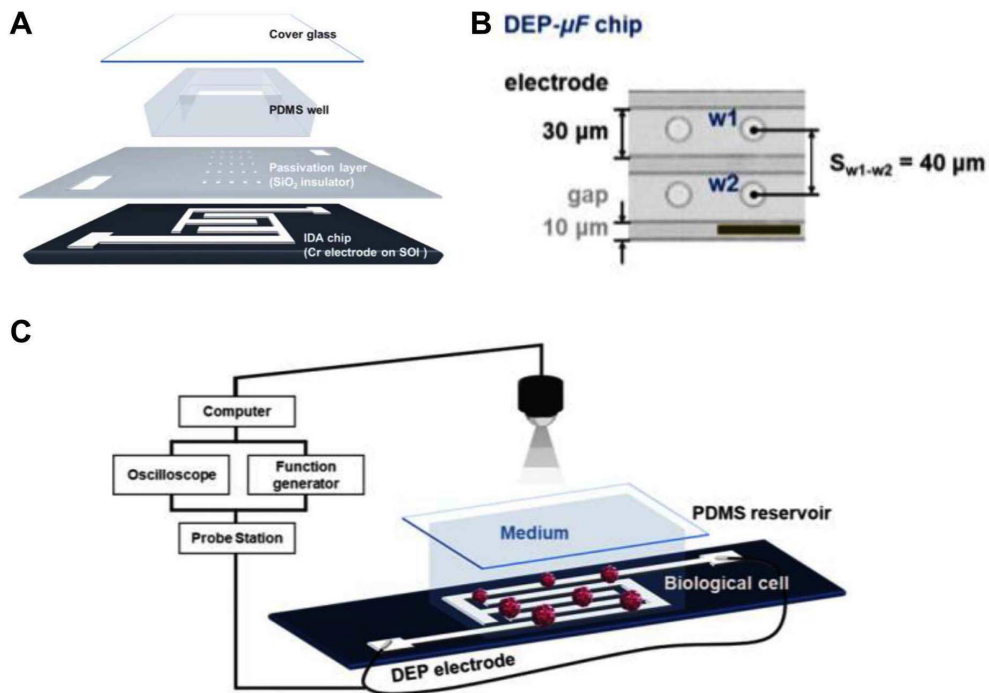 A
Cover glass
PDMS well
Passivation layer
(SiO₂ insulator)
IDA chip
(Cr electrode on SOI )
B DEP-µF chip
electrode
30 µm
w1
w2
S w1-w2 = 40 µm
gap
10 µm
C
Computer
Oscilloscope
Function
generator
Probe Station
Medium
PDMS reservoir
Biological cell
DEP electrode